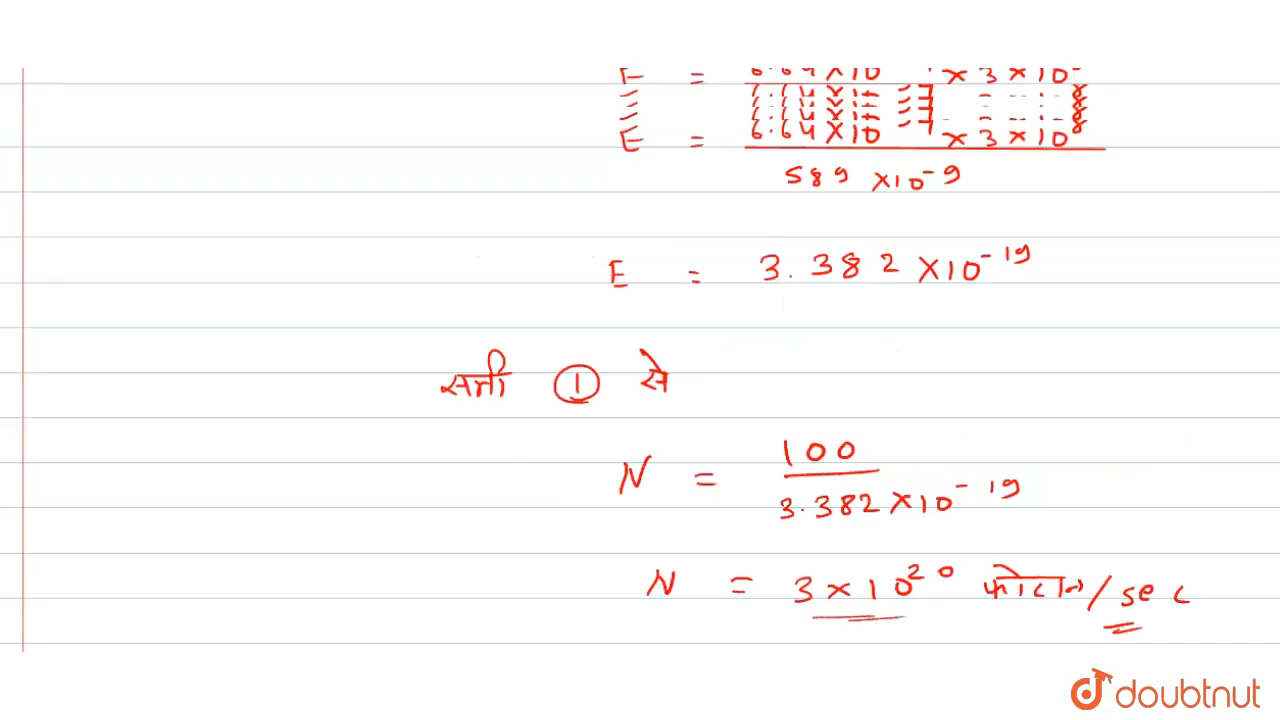 E = 6.64 × 10 × 3 × 10⁸
589 × 10⁻⁹
E = 3.382 × 10⁻¹⁹
समी ① से
N = 100
3.382 × 10⁻¹⁹
N = 3 × 10²⁰ फोटान / sec
doubtnut